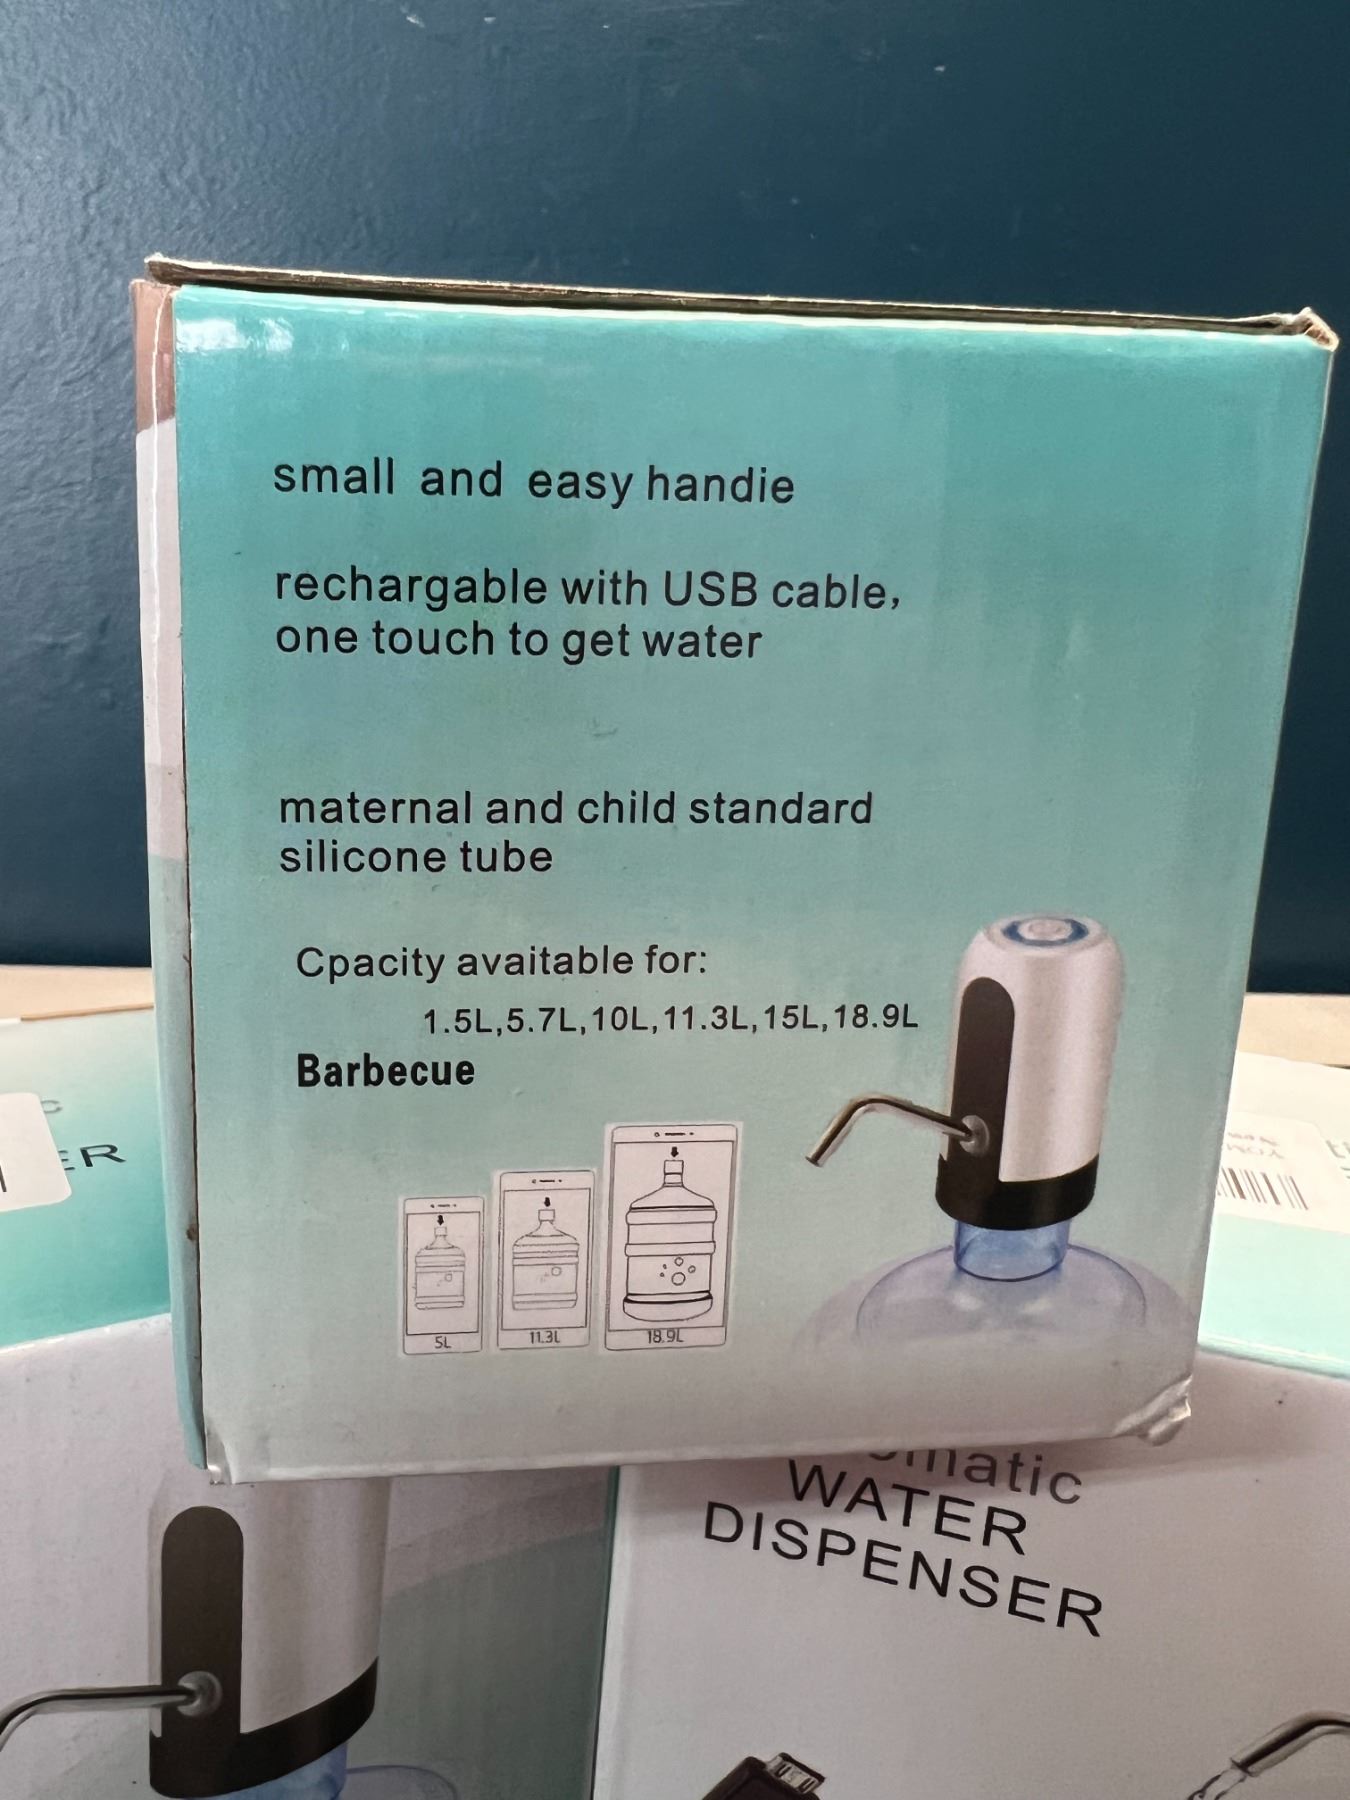 small and easy handie
rechargable with USB cable,
one touch to get water
maternal and child standard
silicone tube
Cpacity avaitable for:
1.5L,5.7L,10L,11.3L,15L,18.9L
Barbecue
5L
11.3L
18.9L
ER
matic
WATER
DISPENSER